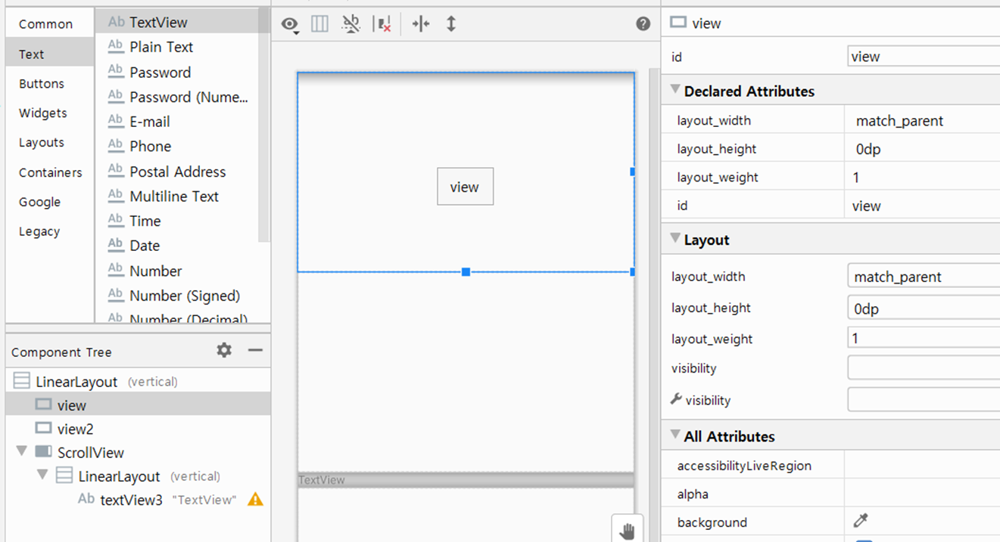 Common
Text
Buttons
Widgets
Layouts
Containers
Google
Legacy
Ab TextView
Ab Plain Text
Ab Password
Ab Password (Nume...
Ab E-mail
Ab Phone
Ab Postal Address
Ab Multiline Text
Ab Time
Ab Date
Ab Number
Ab Number (Signed)
Ab Number (Decimal)
Component Tree
LinearLayout (vertical)
view
view2
ScrollView
LinearLayout (vertical)
Ab textView3 "TextView"
view
TextView
view
id view
Declared Attributes
layout_width match_parent
layout_height 0dp
layout_weight 1
id view
Layout
layout_width match_parent
layout_height 0dp
layout_weight 1
visibility
visibility
All Attributes
accessibilityLiveRegion
alpha
background